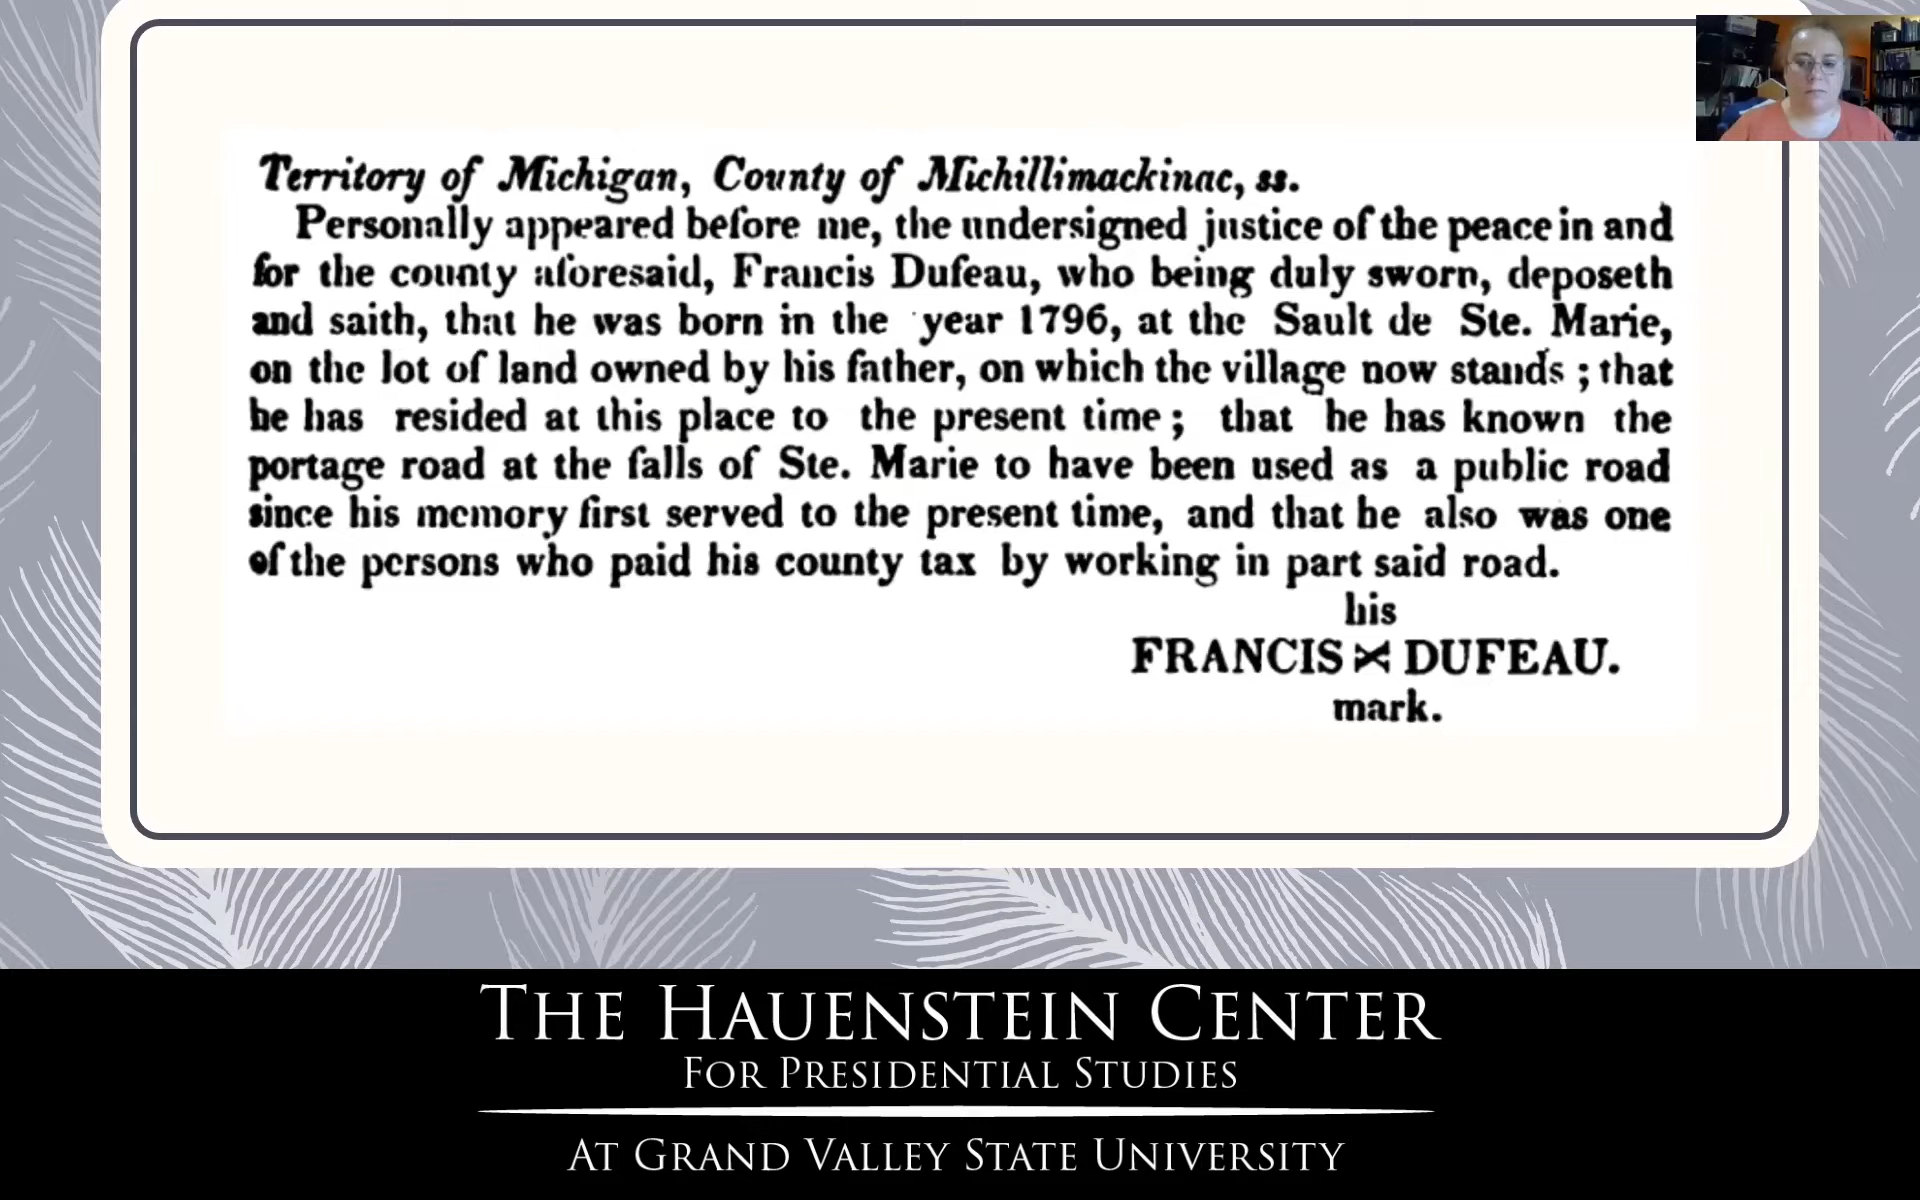 Territory of Michigan, County of Michillimackinac, ss.
Personally appeared before me, the undersigned justice of the peace in and
for the county aforesaid, Francis Dufeau, who being duly sworn, deposeth
and saith, that he was born in the year 1796, at the Sault de Ste. Marie,
on the lot of land owned by his father, on which the village now stands; that
he has resided at this place to the present time; that he has known the
portage road at the falls of Ste. Marie to have been used as a public road
since his memory first served to the present time, and that he also was one
of the persons who paid his county tax by working in part said road.
his
FRANCIS × DUFEAU.
mark.
THE HAUENSTEIN CENTER
FOR PRESIDENTIAL STUDIES
AT GRAND VALLEY STATE UNIVERSITY